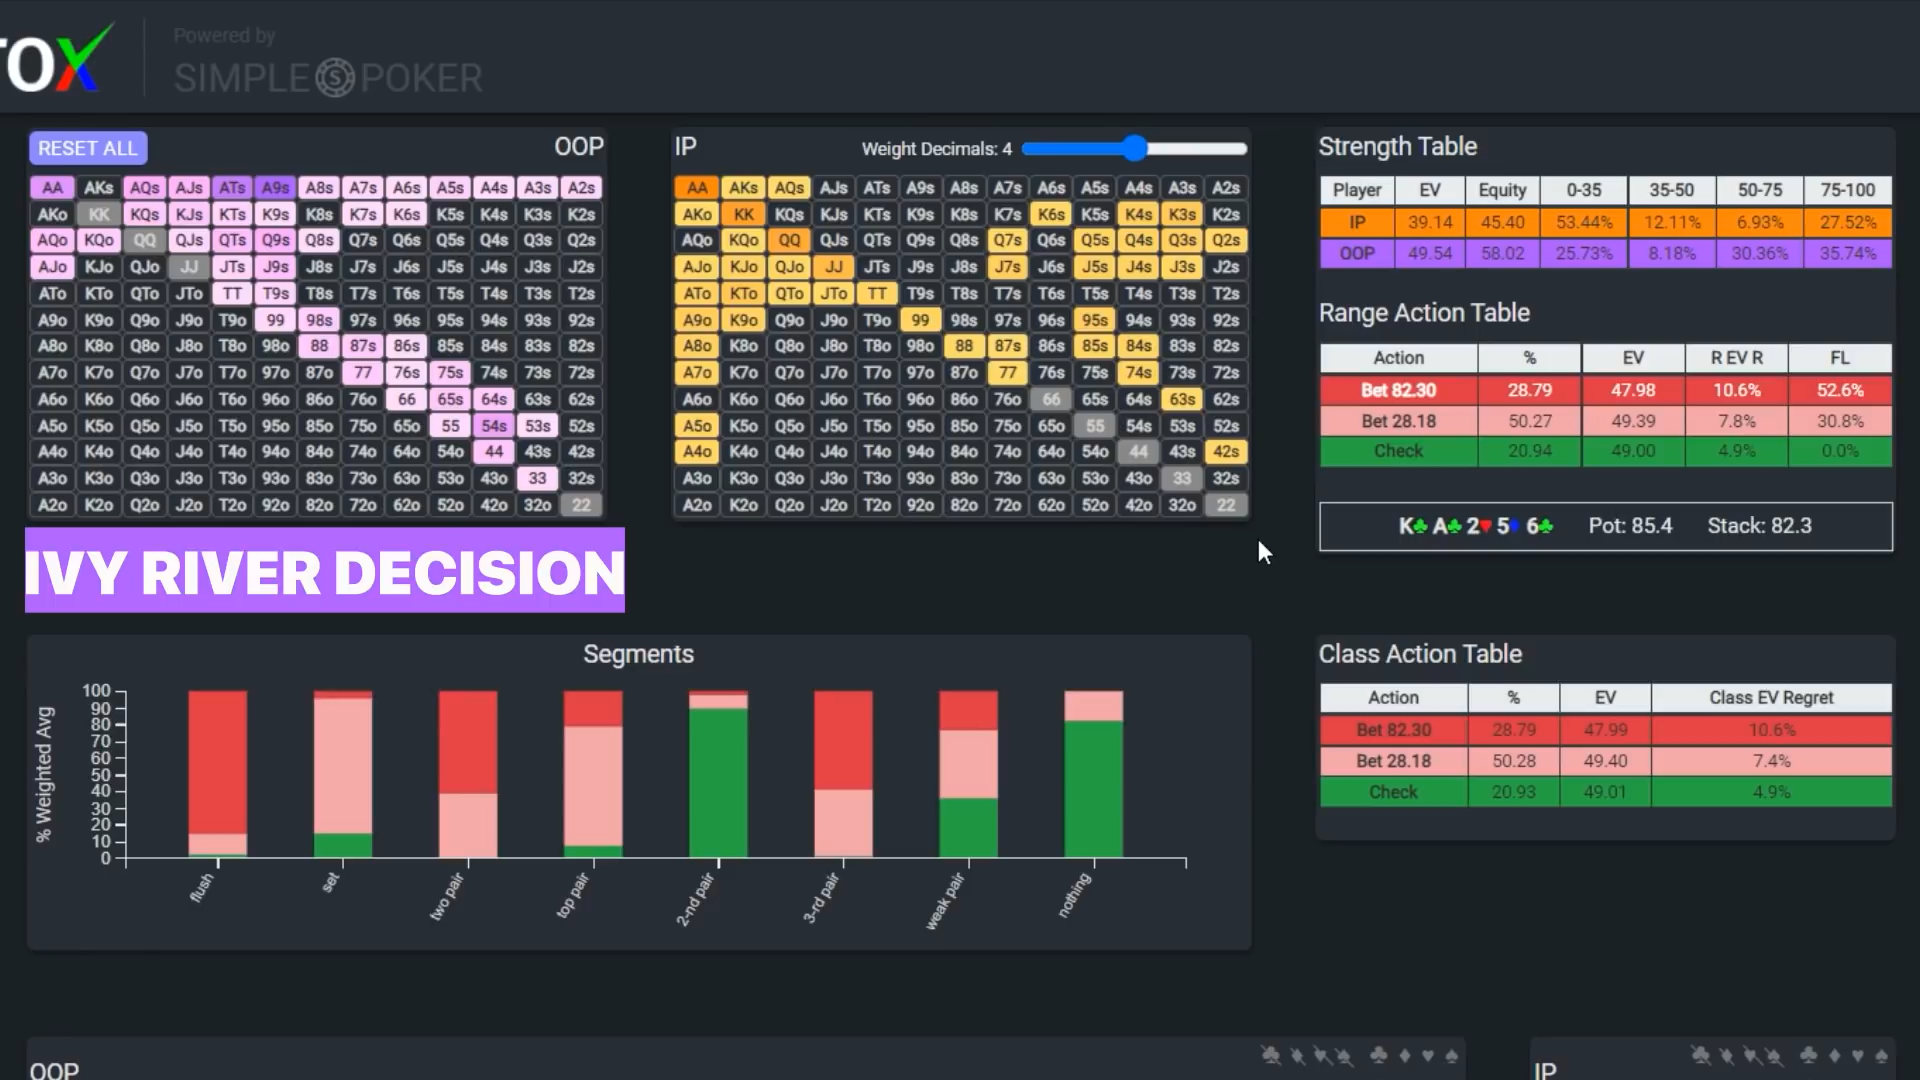 TOX
Powered by
SIMPLE POKER
RESET ALL
OOP
AA AKs AQs AJs ATs A9s A8s A7s A6s A5s A4s A3s A2s
AKo KK KQs KJs KTs K9s K8s K7s K6s K5s K4s K3s K2s
AQo KQo QQ QJs QTs Q9s Q8s Q7s Q6s Q5s Q4s Q3s Q2s
AJo KJo QJo JJ JTs J9s J8s J7s J6s J5s J4s J3s J2s
ATo KTo QTo JTo TT T9s T8s T7s T6s T5s T4s T3s T2s
A9o K9o Q9o J9o T9o 99 98s 97s 96s 95s 94s 93s 92s
A8o K8o Q8o J8o T8o 98o 88 87s 86s 85s 84s 83s 82s
A7o K7o Q7o J7o T7o 97o 87o 77 76s 75s 74s 73s 72s
A6o K6o Q6o J6o T6o 96o 86o 76o 66 65s 64s 63s 62s
A5o K5o Q5o J5o T5o 95o 85o 75o 65o 55 54s 53s 52s
A4o K4o Q4o J4o T4o 94o 84o 74o 64o 54o 44 43s 42s
A3o K3o Q3o J3o T3o 93o 83o 73o 63o 53o 43o 33 32s
A2o K2o Q2o J2o T2o 92o 82o 72o 62o 52o 42o 32o 22
IP
Weight Decimals: 4
AA AKs AQs AJs ATs A9s A8s A7s A6s A5s A4s A3s A2s
AKo KK KQs KJs KTs K9s K8s K7s K6s K5s K4s K3s K2s
AQo KQo QQ QJs QTs Q9s Q8s Q7s Q6s Q5s Q4s Q3s Q2s
AJo KJo QJo JJ JTs J9s J8s J7s J6s J5s J4s J3s J2s
ATo KTo QTo JTo TT T9s T8s T7s T6s T5s T4s T3s T2s
A9o K9o Q9o J9o T9o 99 98s 97s 96s 95s 94s 93s 92s
A8o K8o Q8o J8o T8o 98o 88 87s 86s 85s 84s 83s 82s
A7o K7o Q7o J7o T7o 97o 87o 77 76s 75s 74s 73s 72s
A6o K6o Q6o J6o T6o 96o 86o 76o 66 65s 64s 63s 62s
A5o K5o Q5o J5o T5o 95o 85o 75o 65o 55 54s 53s 52s
A4o K4o Q4o J4o T4o 94o 84o 74o 64o 54o 44 43s 42s
A3o K3o Q3o J3o T3o 93o 83o 73o 63o 53o 43o 33 32s
A2o K2o Q2o J2o T2o 92o 82o 72o 62o 52o 42o 32o 22
Strength Table
Player EV Equity 0-35 35-50 50-75 75-100
IP 39.14 45.40 53.44% 12.11% 6.93% 27.52%
OOP 49.54 58.02 25.73% 8.18% 30.36% 35.74%
Range Action Table
Action % EV R EV R FL
Bet 82.30 28.79 47.98 10.6% 52.6%
Bet 28.18 50.27 49.39 7.8% 30.8%
Check 20.94 49.00 4.9% 0.0%
K♣ A♣ 2♥ 5♦ 6♣ Pot: 85.4 Stack: 82.3
IVY RIVER DECISION
Segments
% Weighted Avg
100
90
80
70
60
50
40
30
20
10
0
flush
set
two pair
top pair
2-nd pair
3-rd pair
weak pair
nothing
Class Action Table
Action % EV Class EV Regret
Bet 82.30 28.79 47.99 10.6%
Bet 28.18 50.28 49.40 7.4%
Check 20.93 49.01 4.9%
OOP
IP